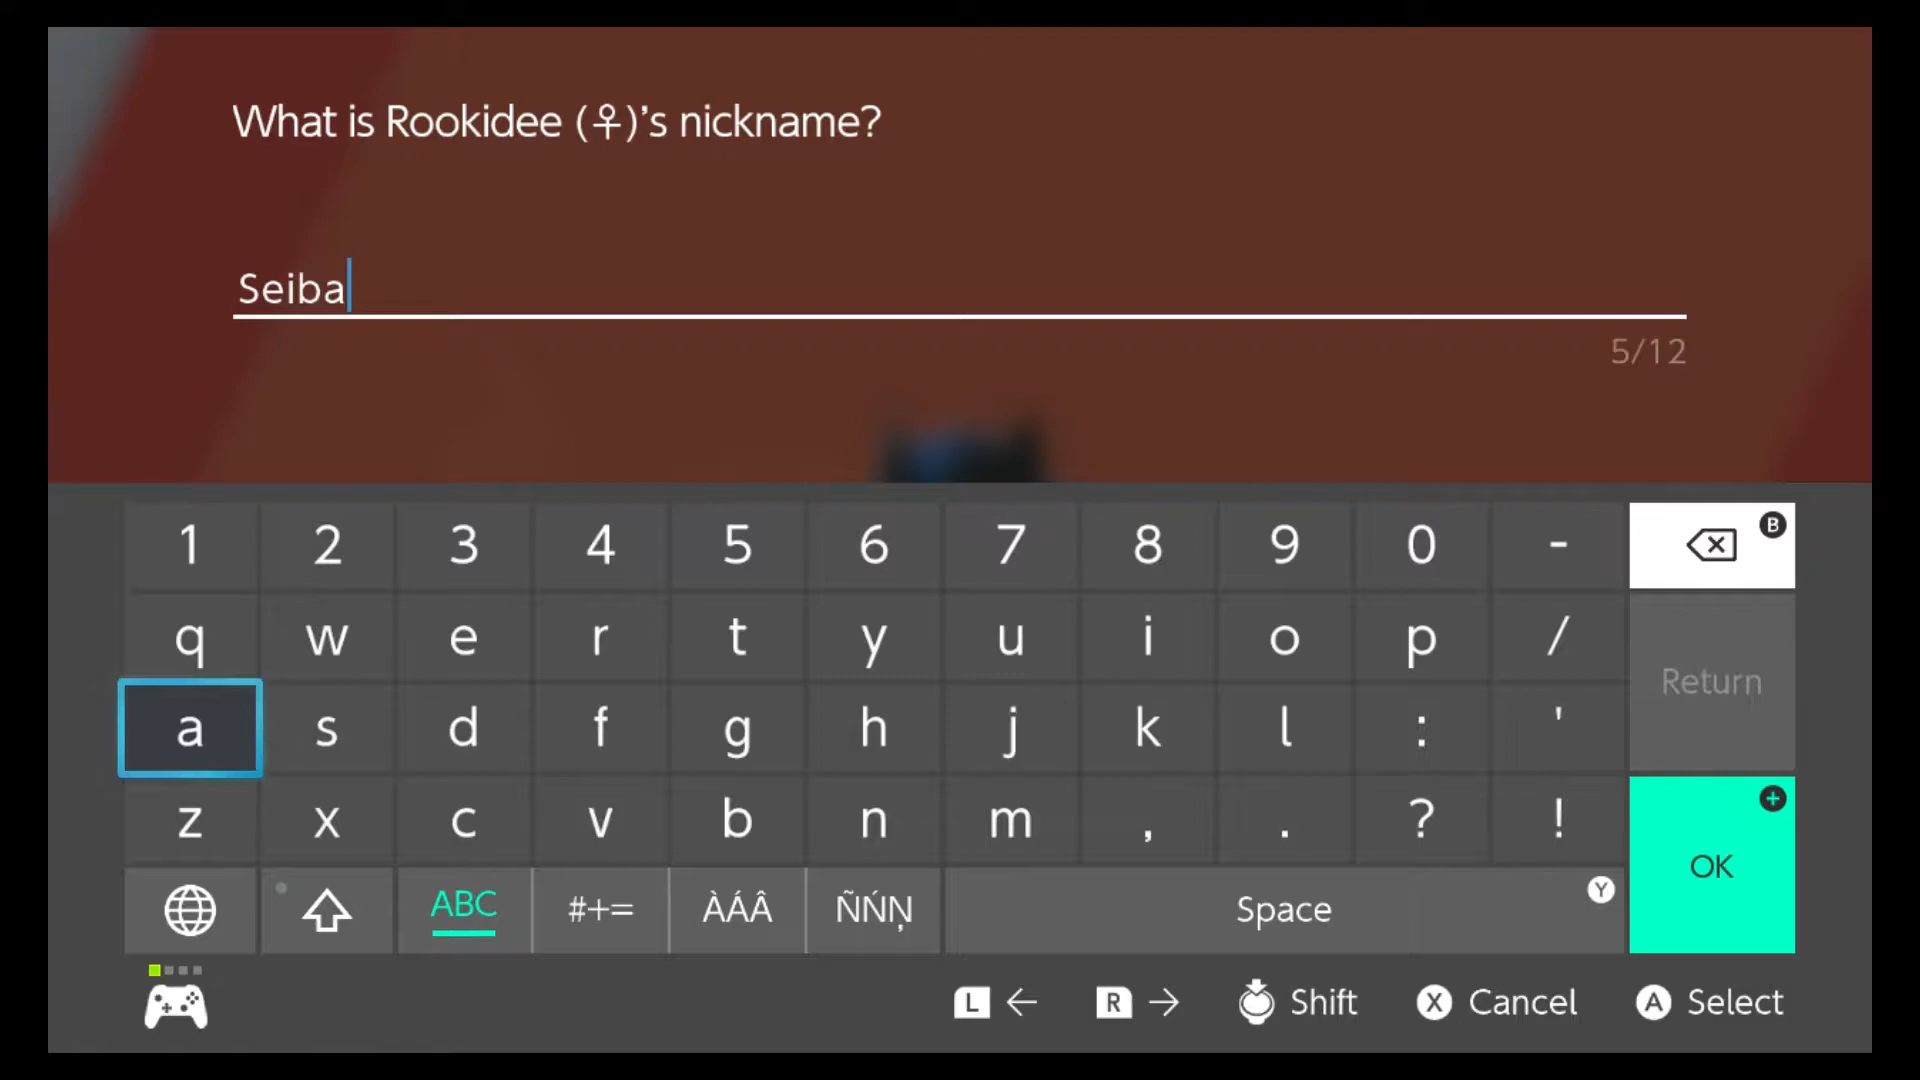 What is Rookidee (♀)'s nickname?
Seiba
5/12
1 2 3 4 5 6 7 8 9 0 - B
q w e r t y u i o p /
Return
a s d f g h j k l : '
z x c v b n m , . ? ! +
OK
ABC #+= ÀÁÂ ÑŃŅ Space Y
L ← R → Shift X Cancel A Select